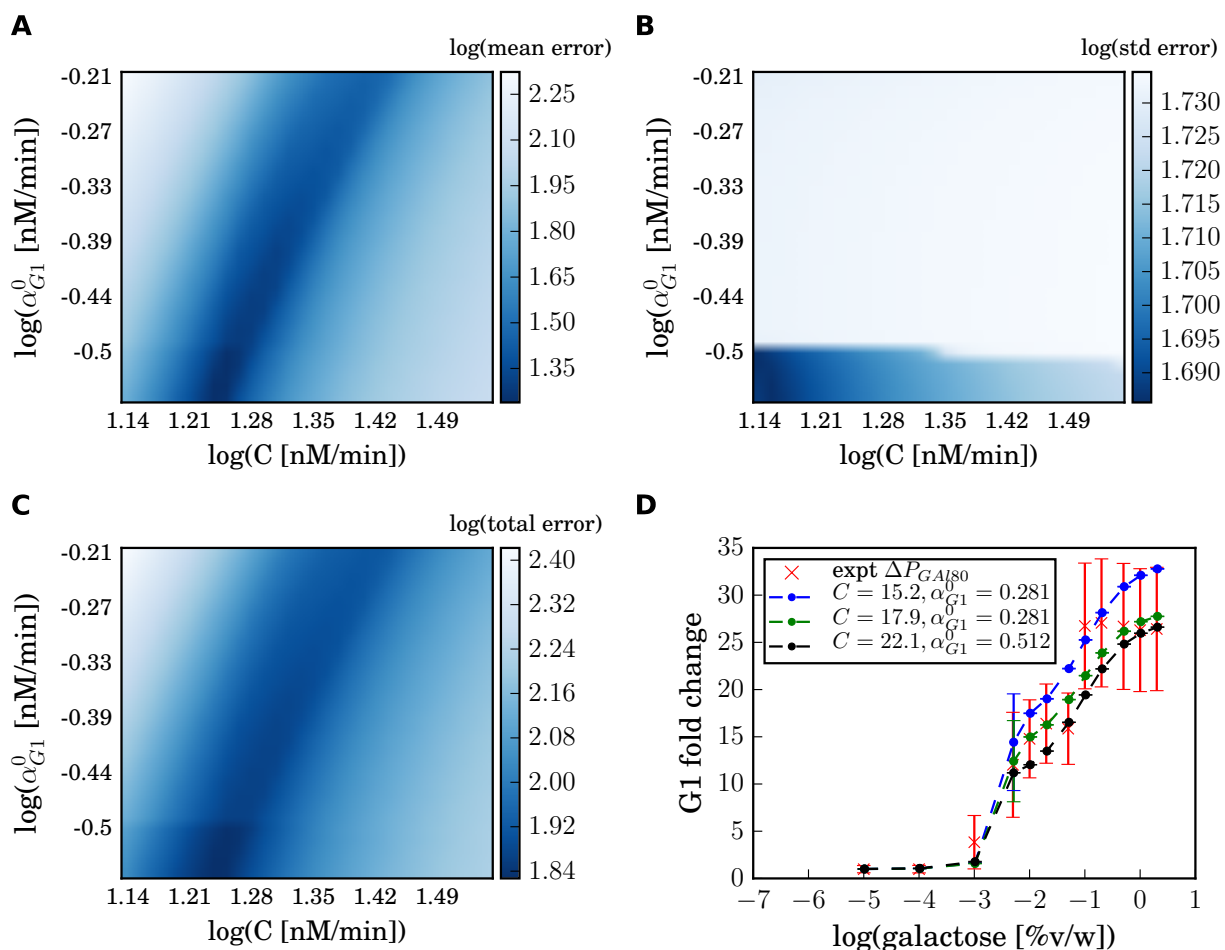 A
log(mean error)
log(α⁰_G1 [nM/min])
-0.21
-0.27
-0.33
-0.39
-0.44
-0.5
1.14 1.21 1.28 1.35 1.42 1.49
log(C [nM/min])
2.25
2.10
1.95
1.80
1.65
1.50
1.35
B
log(std error)
log(α⁰_G1 [nM/min])
-0.21
-0.27
-0.33
-0.39
-0.44
-0.5
1.14 1.21 1.28 1.35 1.42 1.49
log(C [nM/min])
1.730
1.725
1.720
1.715
1.710
1.705
1.700
1.695
1.690
C
log(total error)
log(α⁰_G1 [nM/min])
-0.21
-0.27
-0.33
-0.39
-0.44
-0.5
1.14 1.21 1.28 1.35 1.42 1.49
log(C [nM/min])
2.40
2.32
2.24
2.16
2.08
2.00
1.92
1.84
D
G1 fold change
35
30
25
20
15
10
5
0
expt ΔP_GAl80
C = 15.2, α⁰_G1 = 0.281
C = 17.9, α⁰_G1 = 0.281
C = 22.1, α⁰_G1 = 0.512
−7 −6 −5 −4 −3 −2 −1 0 1
log(galactose [%v/w])